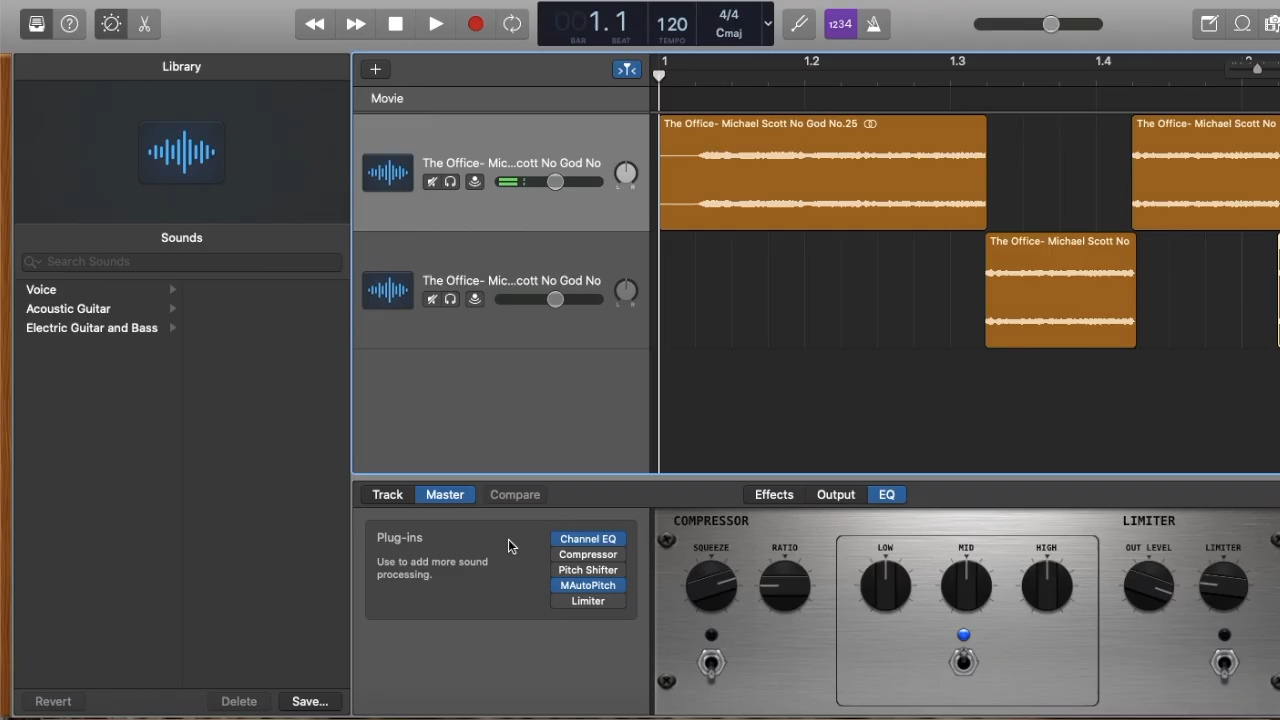 1.1
BAR
BEAT
120
TEMPO
4/4
Cmaj
1234
Library
Sounds
Search Sounds
Voice
Acoustic Guitar
Electric Guitar and Bass
Revert
Delete
Save...
1
1.2
1.3
1.4
Movie
The Office- Mic...cott No God No
L R
The Office- Mic...cott No God No
L R
The Office- Michael Scott No God No.25
The Office- Michael Scott No
The Office- Michael Scott No
Track
Master
Compare
Effects
Output
EQ
Plug-ins
Use to add more sound
processing.
Channel EQ
Compressor
Pitch Shifter
MAutoPitch
Limiter
COMPRESSOR
SQUEEZE
RATIO
LOW
MID
HIGH
LIMITER
OUT LEVEL
LIMITER